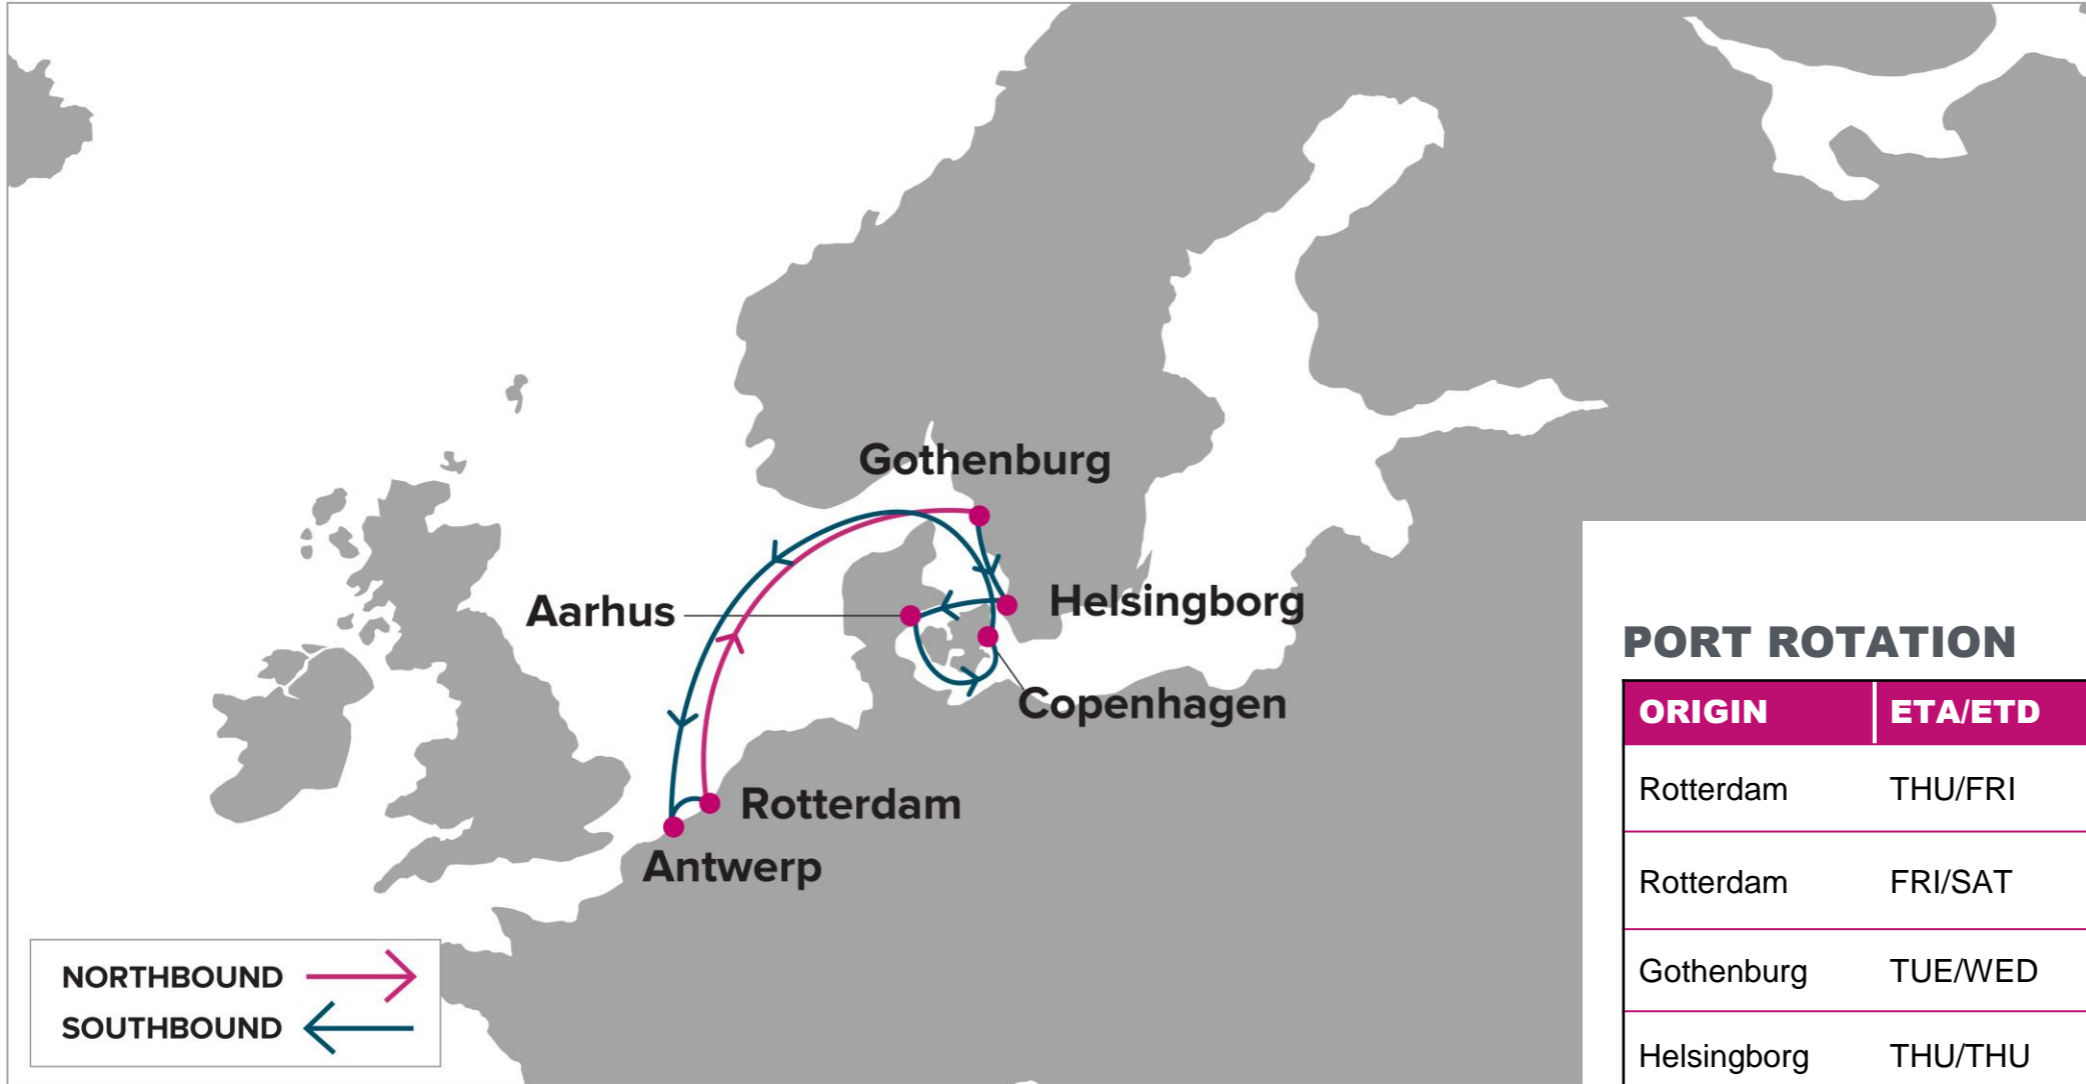 Gothenburg
Aarhus
Helsingborg
Copenhagen
Rotterdam
Antwerp
NORTHBOUND
SOUTHBOUND
PORT ROTATION
ORIGIN ETA/ETD
Rotterdam THU/FRI
Rotterdam FRI/SAT
Gothenburg TUE/WED
Helsingborg THU/THU